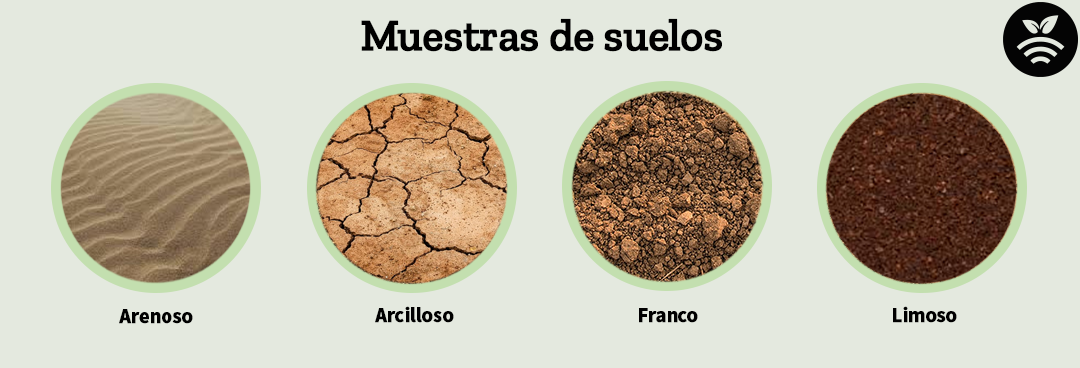 Muestras de suelos
Arenoso
Arcilloso
Franco
Limoso